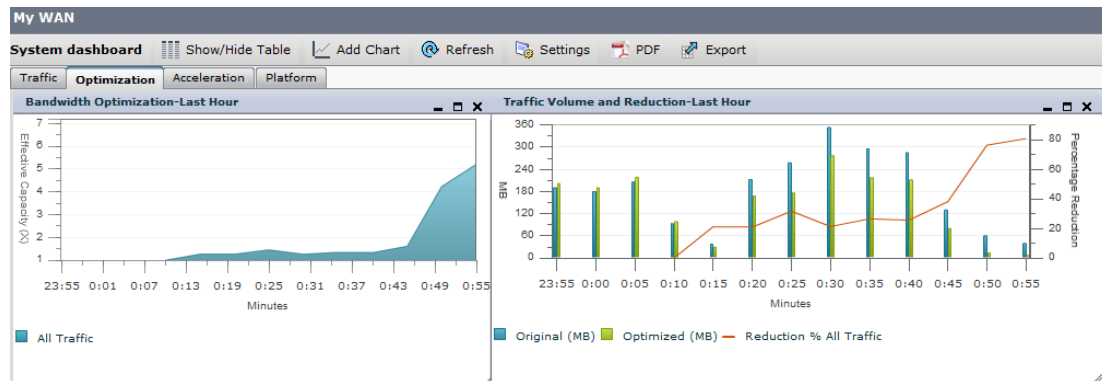 My WAN
System dashboard Show/Hide Table Add Chart Refresh Settings PDF Export
Traffic Optimization Acceleration Platform
Bandwidth Optimization-Last Hour
7
6
5
4
3
2
1
Effective Capacity (X)
23:55 0:01 0:07 0:13 0:19 0:25 0:31 0:37 0:43 0:49 0:55
Minutes
All Traffic
Traffic Volume and Reduction-Last Hour
360
300
240
180
120
60
0
MB
80
60
40
20
0
Percentage Reduction
23:55 0:00 0:05 0:10 0:15 0:20 0:25 0:30 0:35 0:40 0:45 0:50 0:55
Minutes
Original (MB) Optimized (MB) Reduction % All Traffic